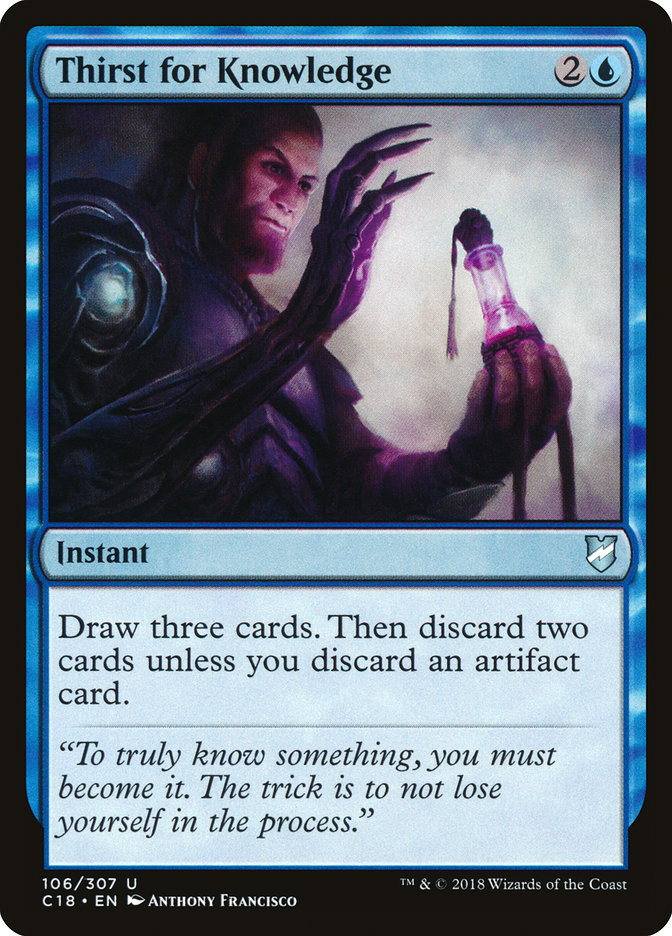 Thirst for Knowledge 2
Instant
Draw three cards. Then discard two
cards unless you discard an artifact
card.
“To truly know something, you must
become it. The trick is to not lose
yourself in the process.”
106/307 U
C18 • EN ANTHONY FRANCISCO
™ & © 2018 Wizards of the Coast